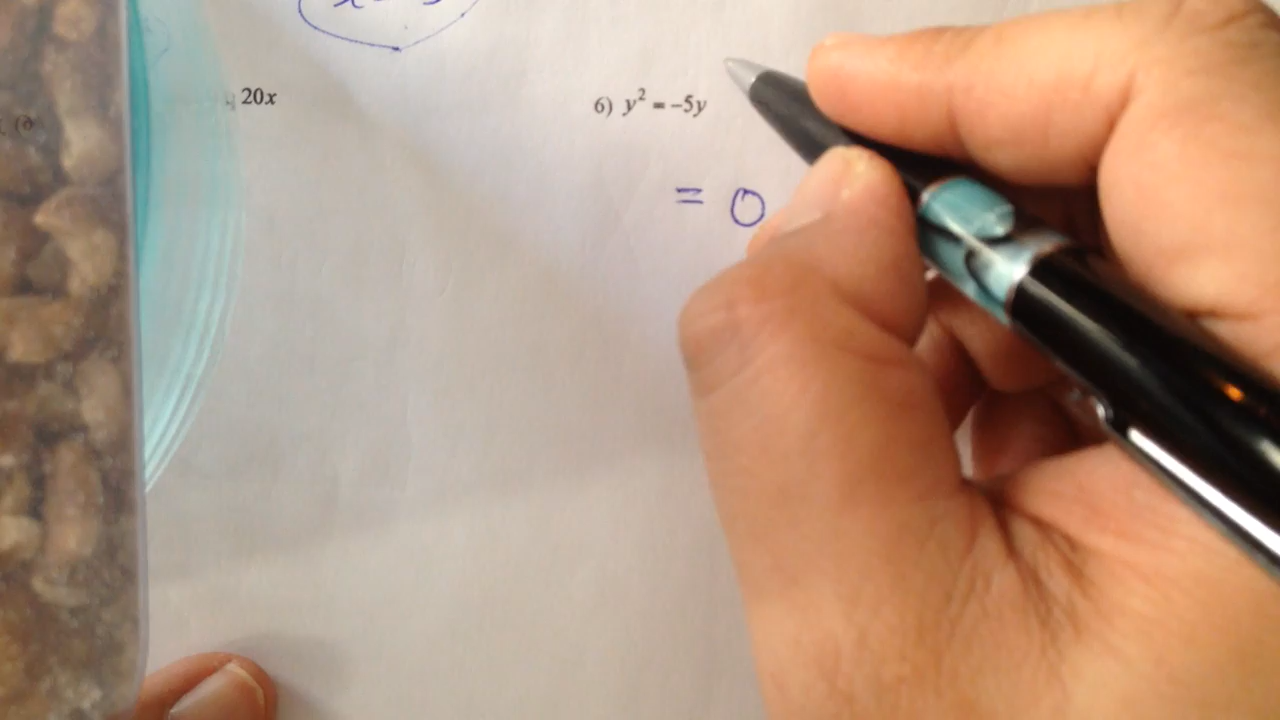 20x
6) y² = –5y
= 0